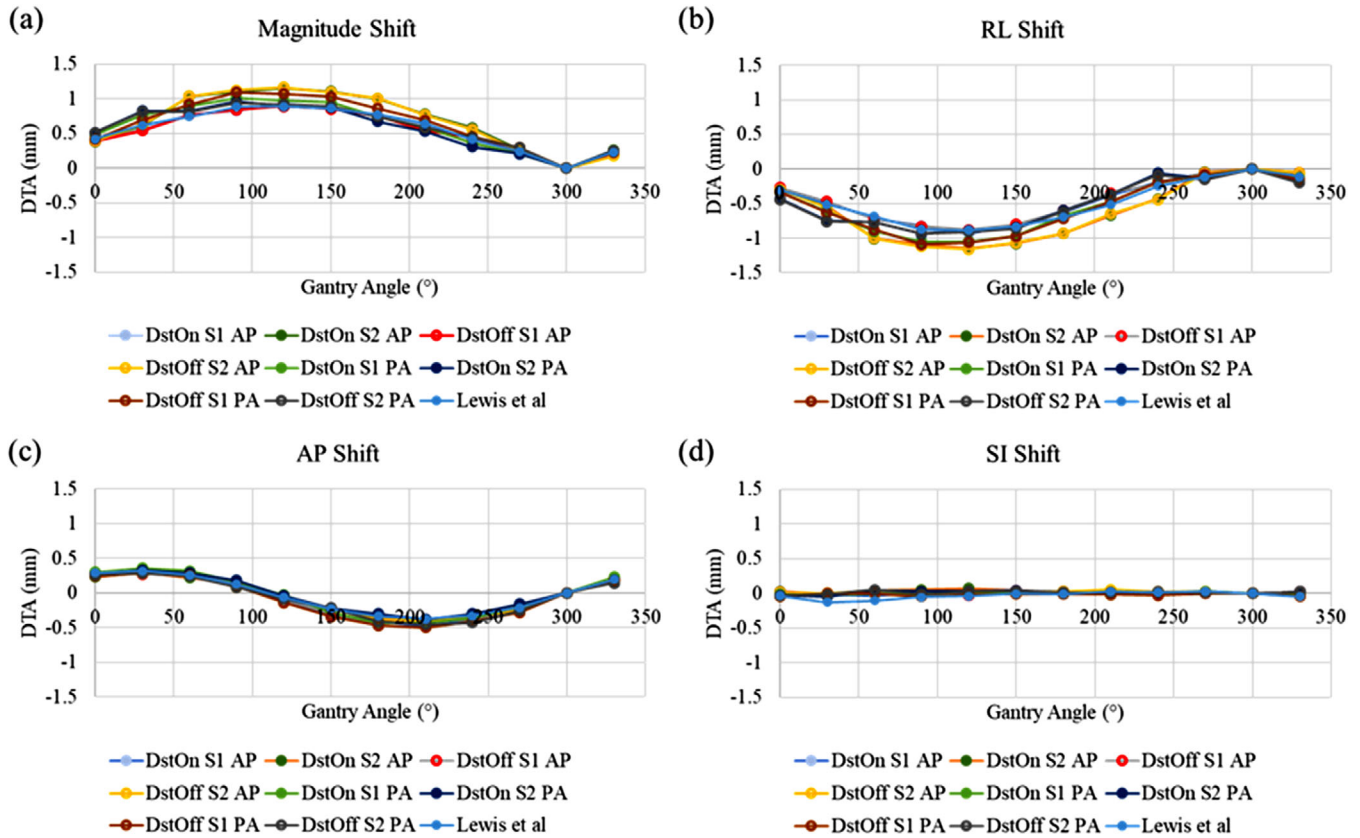 (a)
Magnitude Shift
1.5
1
0.5
0
-0.5
-1
-1.5
DTA (mm)
0 50 100 150 200 250 300 350
Gantry Angle (°)
DstOn S1 AP DstOn S2 AP DstOff S1 AP
DstOff S2 AP DstOn S1 PA DstOn S2 PA
DstOff S1 PA DstOff S2 PA Lewis et al
(b)
RL Shift
1.5
1
0.5
0
-0.5
-1
-1.5
DTA (mm)
0 50 100 150 200 250 300 350
Gantry Angle (°)
DstOn S1 AP DstOn S2 AP DstOff S1 AP
DstOff S2 AP DstOn S1 PA DstOn S2 PA
DstOff S1 PA DstOff S2 PA Lewis et al
(c)
AP Shift
1.5
1
0.5
0
-0.5
-1
-1.5
DTA (mm)
0 50 100 150 200 250 300 350
Gantry Angle (°)
DstOn S1 AP DstOn S2 AP DstOff S1 AP
DstOff S2 AP DstOn S1 PA DstOn S2 PA
DstOff S1 PA DstOff S2 PA Lewis et al
(d)
SI Shift
1.5
1
0.5
0
-0.5
-1
-1.5
DTA (mm)
0 50 100 150 200 250 300 350
Gantry Angle (°)
DstOn S1 AP DstOn S2 AP DstOff S1 AP
DstOff S2 AP DstOn S1 PA DstOn S2 PA
DstOff S1 PA DstOff S2 PA Lewis et al